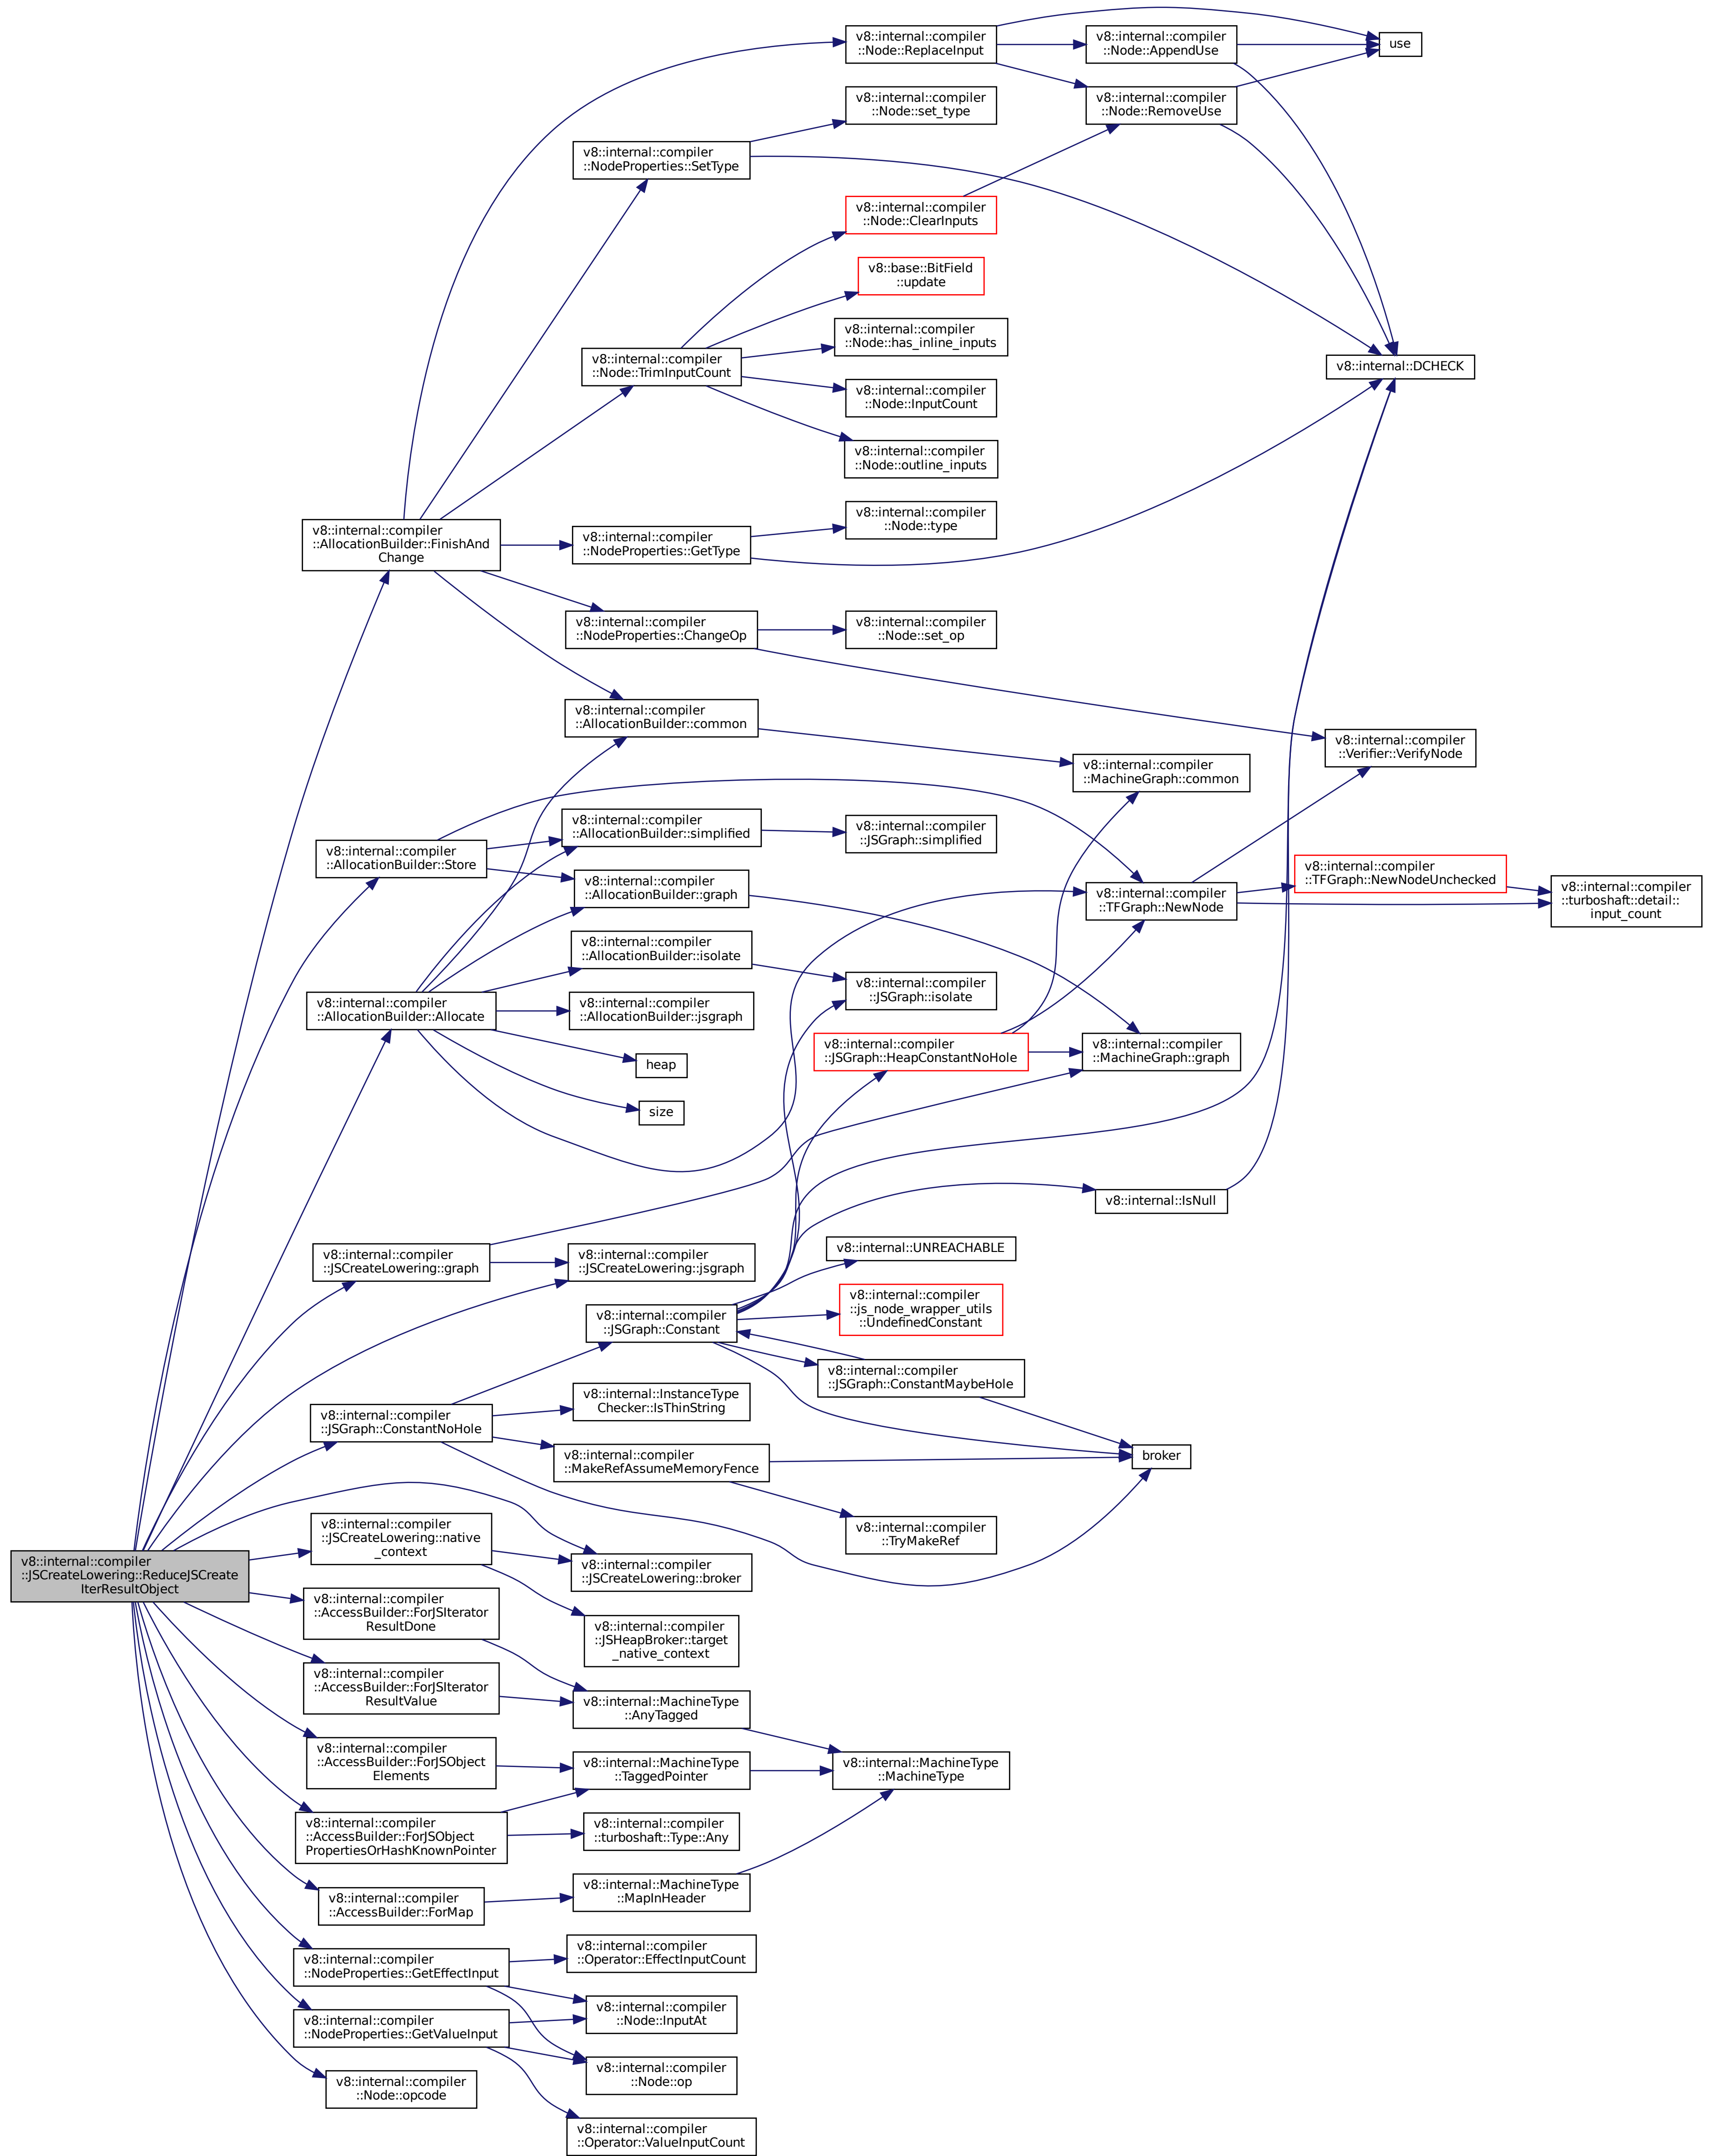 v8::internal::compiler
::Node::ReplaceInput
v8::internal::compiler
::Node::AppendUse
use
v8::internal::compiler
::Node::set_type
v8::internal::compiler
::Node::RemoveUse
v8::internal::compiler
::NodeProperties::SetType
v8::internal::compiler
::Node::ClearInputs
v8::base::BitField
::update
v8::internal::compiler
::Node::has_inline_inputs
v8::internal::compiler
::Node::TrimInputCount
v8::internal::DCHECK
v8::internal::compiler
::Node::InputCount
v8::internal::compiler
::Node::outline_inputs
v8::internal::compiler
::Node::type
v8::internal::compiler
::AllocationBuilder::FinishAnd
Change
v8::internal::compiler
::NodeProperties::GetType
v8::internal::compiler
::NodeProperties::ChangeOp
v8::internal::compiler
::Node::set_op
v8::internal::compiler
::AllocationBuilder::common
v8::internal::compiler
::Verifier::VerifyNode
v8::internal::compiler
::MachineGraph::common
v8::internal::compiler
::AllocationBuilder::simplified
v8::internal::compiler
::JSGraph::simplified
v8::internal::compiler
::AllocationBuilder::Store
v8::internal::compiler
::TFGraph::NewNodeUnchecked
v8::internal::compiler
::AllocationBuilder::graph
v8::internal::compiler
::TFGraph::NewNode
v8::internal::compiler
::turboshaft::detail::
input_count
v8::internal::compiler
::AllocationBuilder::isolate
v8::internal::compiler
::JSGraph::isolate
v8::internal::compiler
::AllocationBuilder::Allocate
v8::internal::compiler
::AllocationBuilder::jsgraph
v8::internal::compiler
::JSGraph::HeapConstantNoHole
v8::internal::compiler
::MachineGraph::graph
heap
size
v8::internal::IsNull
v8::internal::compiler
::JSCreateLowering::graph
v8::internal::compiler
::JSCreateLowering::jsgraph
v8::internal::UNREACHABLE
v8::internal::compiler
::js_node_wrapper_utils
::UndefinedConstant
v8::internal::compiler
::JSGraph::Constant
v8::internal::compiler
::JSGraph::ConstantMaybeHole
v8::internal::InstanceType
Checker::IsThinString
v8::internal::compiler
::JSGraph::ConstantNoHole
v8::internal::compiler
::MakeRefAssumeMemoryFence
broker
v8::internal::compiler
::TryMakeRef
v8::internal::compiler
::JSCreateLowering::native
_context
v8::internal::compiler
::JSCreateLowering::broker
v8::internal::compiler
::JSCreateLowering::ReduceJSCreate
IterResultObject
v8::internal::compiler
::AccessBuilder::ForJSIterator
ResultDone
v8::internal::compiler
::JSHeapBroker::target
_native_context
v8::internal::compiler
::AccessBuilder::ForJSIterator
ResultValue
v8::internal::MachineType
::AnyTagged
v8::internal::compiler
::AccessBuilder::ForJSObject
Elements
v8::internal::MachineType
::TaggedPointer
v8::internal::MachineType
::MachineType
v8::internal::compiler
::AccessBuilder::ForJSObject
PropertiesOrHashKnownPointer
v8::internal::compiler
::turboshaft::Type::Any
v8::internal::compiler
::AccessBuilder::ForMap
v8::internal::MachineType
::MapInHeader
v8::internal::compiler
::NodeProperties::GetEffectInput
v8::internal::compiler
::Operator::EffectInputCount
v8::internal::compiler
::Node::InputAt
v8::internal::compiler
::NodeProperties::GetValueInput
v8::internal::compiler
::Node::op
v8::internal::compiler
::Node::opcode
v8::internal::compiler
::Operator::ValueInputCount